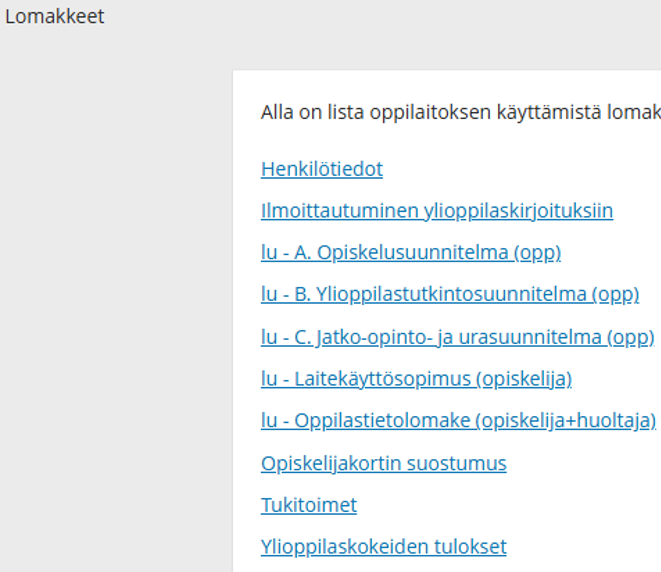 Lomakkeet
Alla on lista oppilaitoksen käyttämistä lomak
Henkilötiedot
Ilmoittautuminen ylioppilaskirjoituksiin
lu - A. Opiskelusuunnitelma (opp)
lu - B. Ylioppilastutkintosuunnitelma (opp)
lu - C. Jatko-opinto- ja urasuunnitelma (opp)
lu - Laitekäyttösopimus (opiskelija)
lu - Oppilastietolomake (opiskelija+huoltaja)
Opiskelijakortin suostumus
Tukitoimet
Ylioppilaskokeiden tulokset